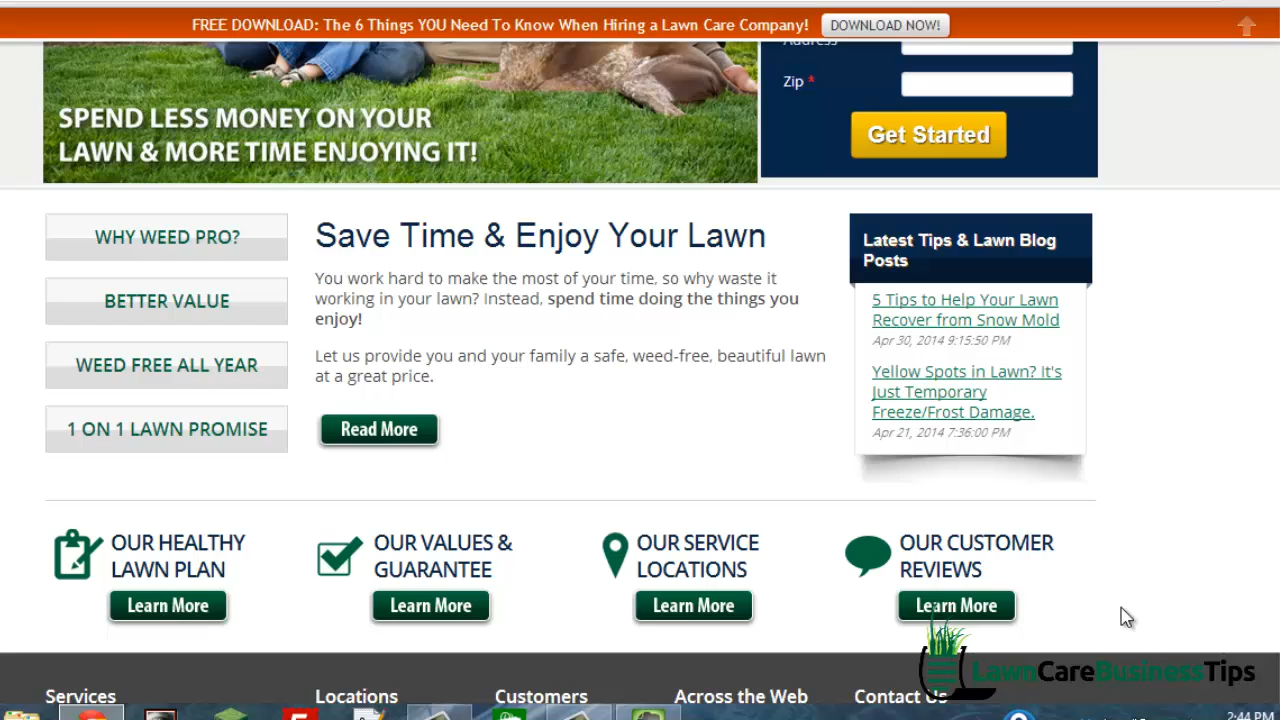 FREE DOWNLOAD: The 6 Things YOU Need To Know When Hiring a Lawn Care Company!
DOWNLOAD NOW!
Address
Zip *
Get Started
SPEND LESS MONEY ON YOUR
LAWN & MORE TIME ENJOYING IT!
WHY WEED PRO?
BETTER VALUE
WEED FREE ALL YEAR
1 ON 1 LAWN PROMISE
Save Time & Enjoy Your Lawn
You work hard to make the most of your time, so why waste it
working in your lawn? Instead, spend time doing the things you
enjoy!
Let us provide you and your family a safe, weed-free, beautiful lawn
at a great price.
Read More
Latest Tips & Lawn Blog
Posts
5 Tips to Help Your Lawn
Recover from Snow Mold
Apr 30, 2014 9:15:50 PM
Yellow Spots in Lawn? It's
Just Temporary
Freeze/Frost Damage.
Apr 21, 2014 7:36:00 PM
OUR HEALTHY
LAWN PLAN
Learn More
OUR VALUES &
GUARANTEE
Learn More
OUR SERVICE
LOCATIONS
Learn More
OUR CUSTOMER
REVIEWS
Learn More
LawnCareBusinessTips
Services
Locations
Customers
Across the Web
Contact Us
2:44 PM